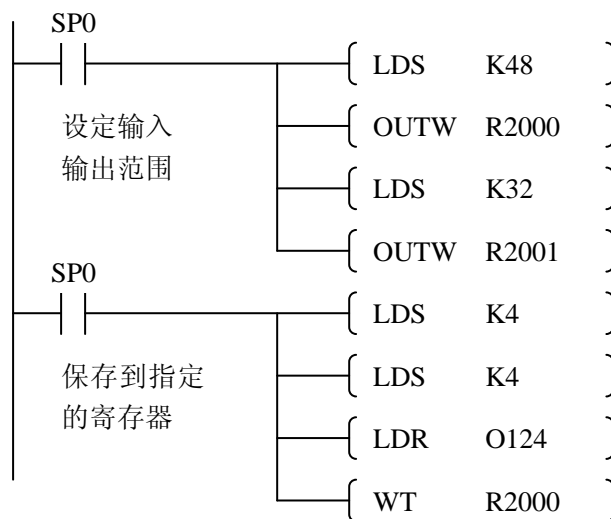 SP0
LDS K48
设定输入
输出范围
OUTW R2000
LDS K32
OUTW R2001
SP0
LDS K4
保存到指定
的寄存器
LDS K4
LDR O124
WT R2000